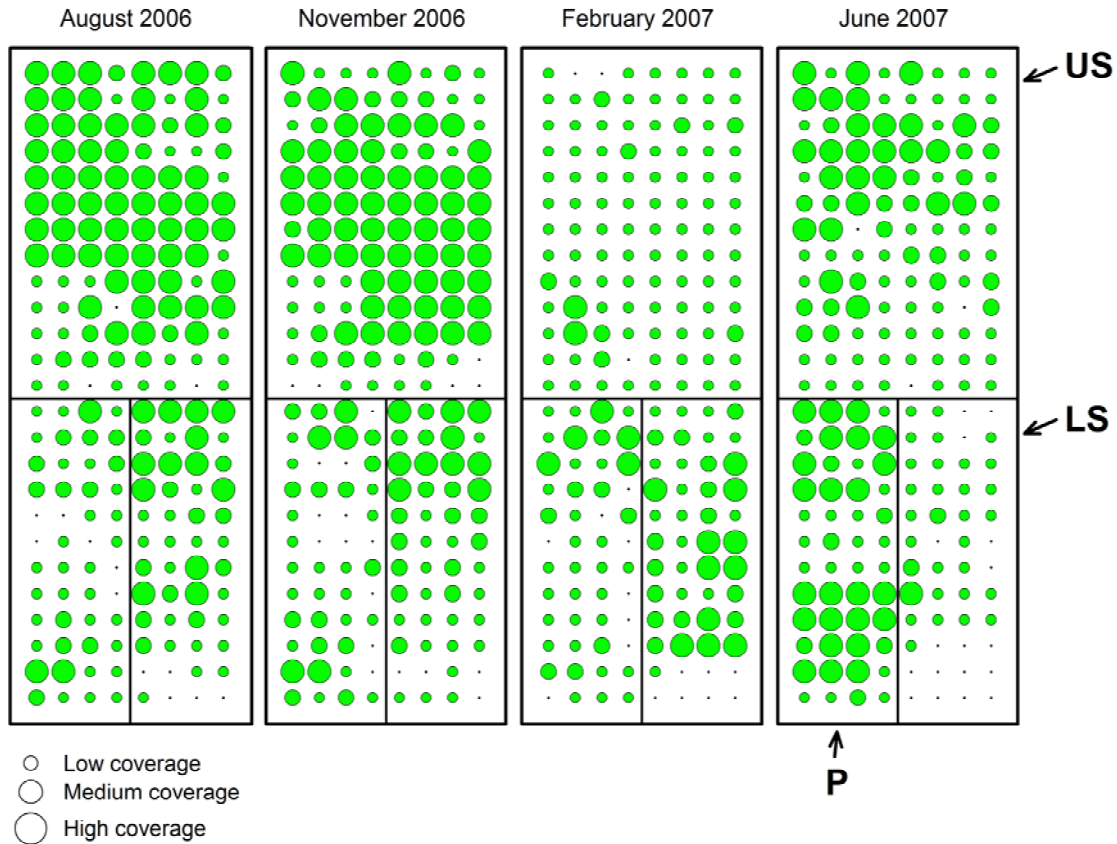 August 2006
November 2006
February 2007
June 2007
US
LS
P
Low coverage
Medium coverage
High coverage